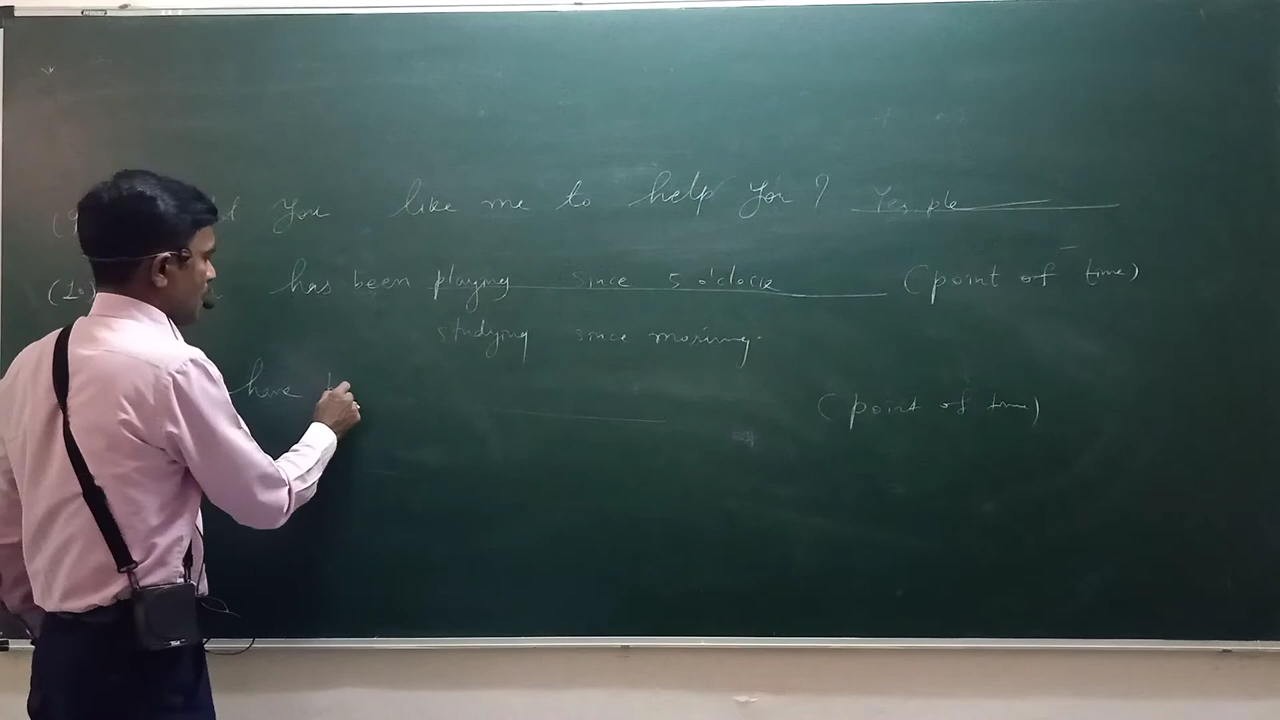 (9 d you like me to help you? Yes, ple
(10) has been playing since 5 o'clock (point of time)
studying since morning.
have (point of time)